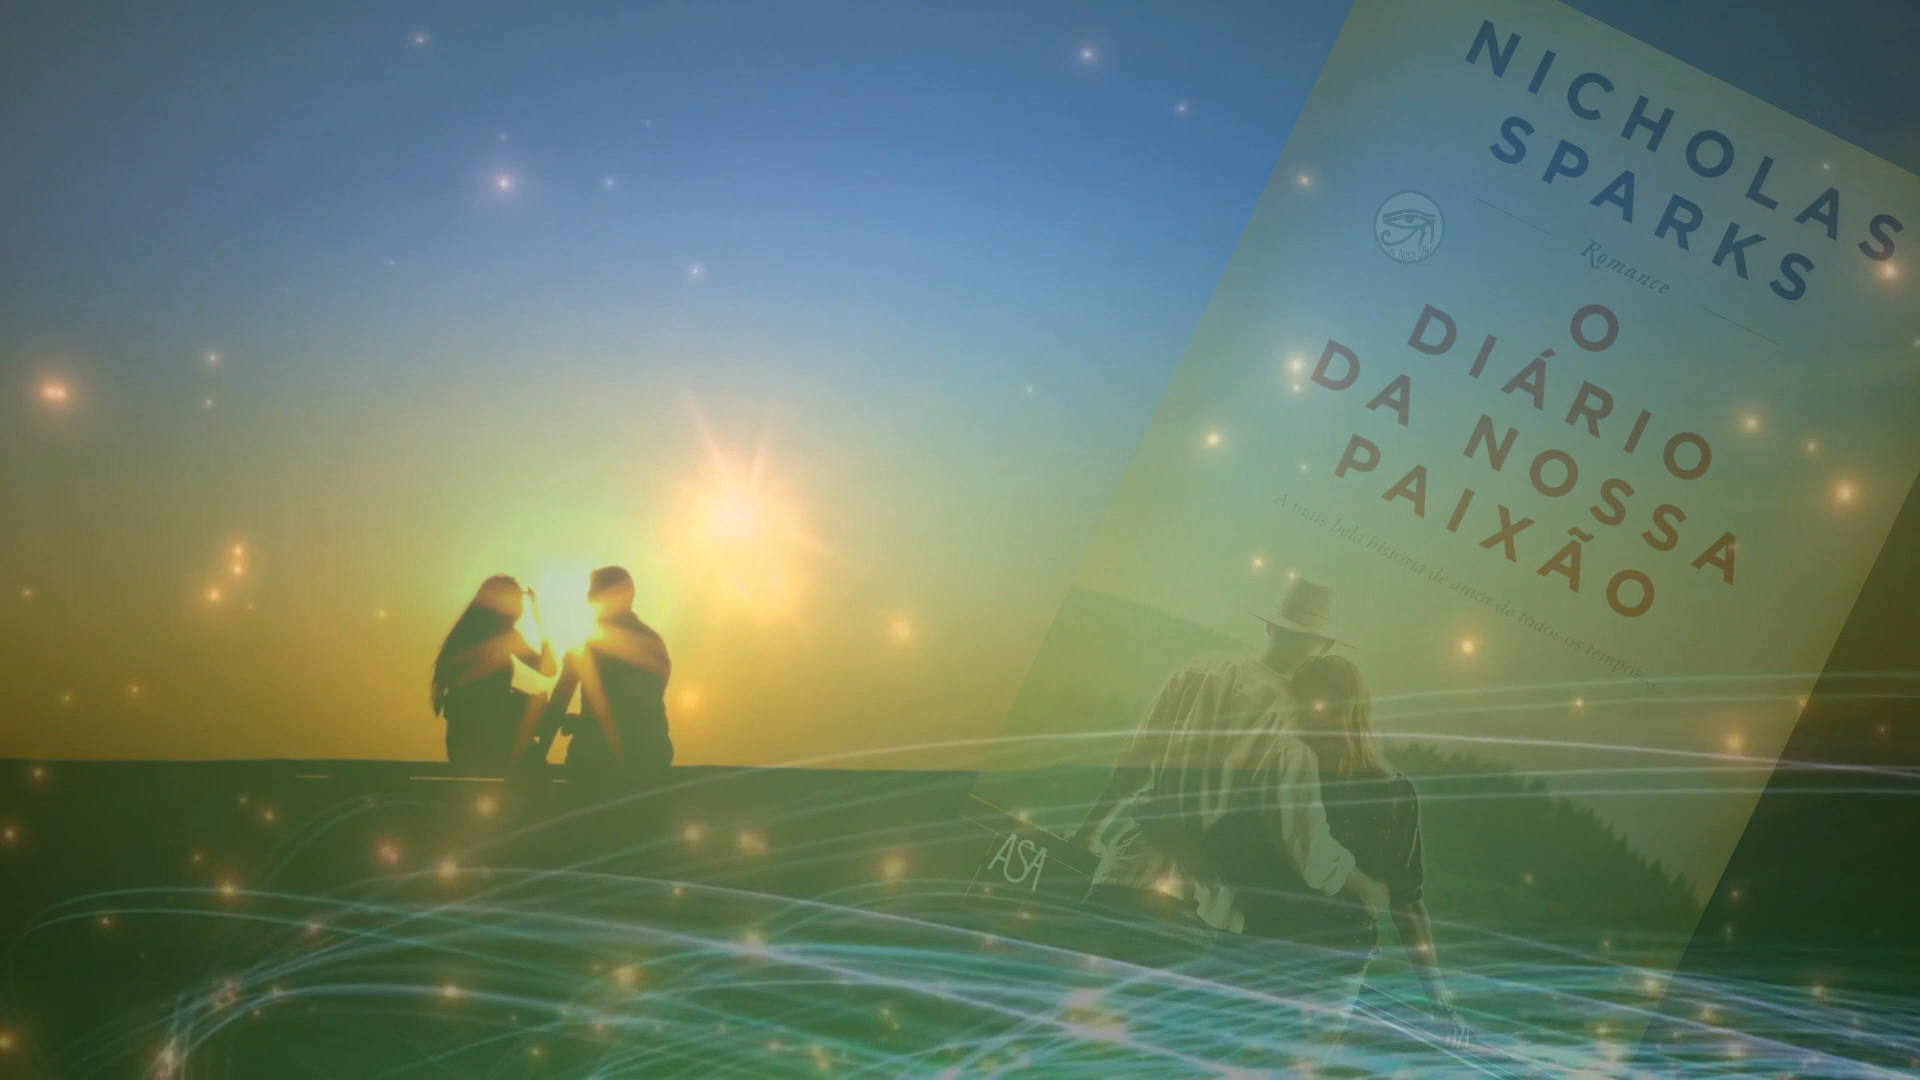 NICHOLAS
SPARKS
Romance
O
DIÁRIO
DA NOSSA
PAIXÃO
A mais bela história de amor de todos os tempos...
ASA